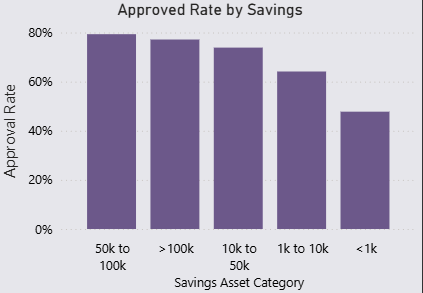 Approved Rate by Savings
80%
60%
40%
20%
0%
Approval Rate
50k to
100k
>100k
10k to
50k
1k to 10k
<1k
Savings Asset Category